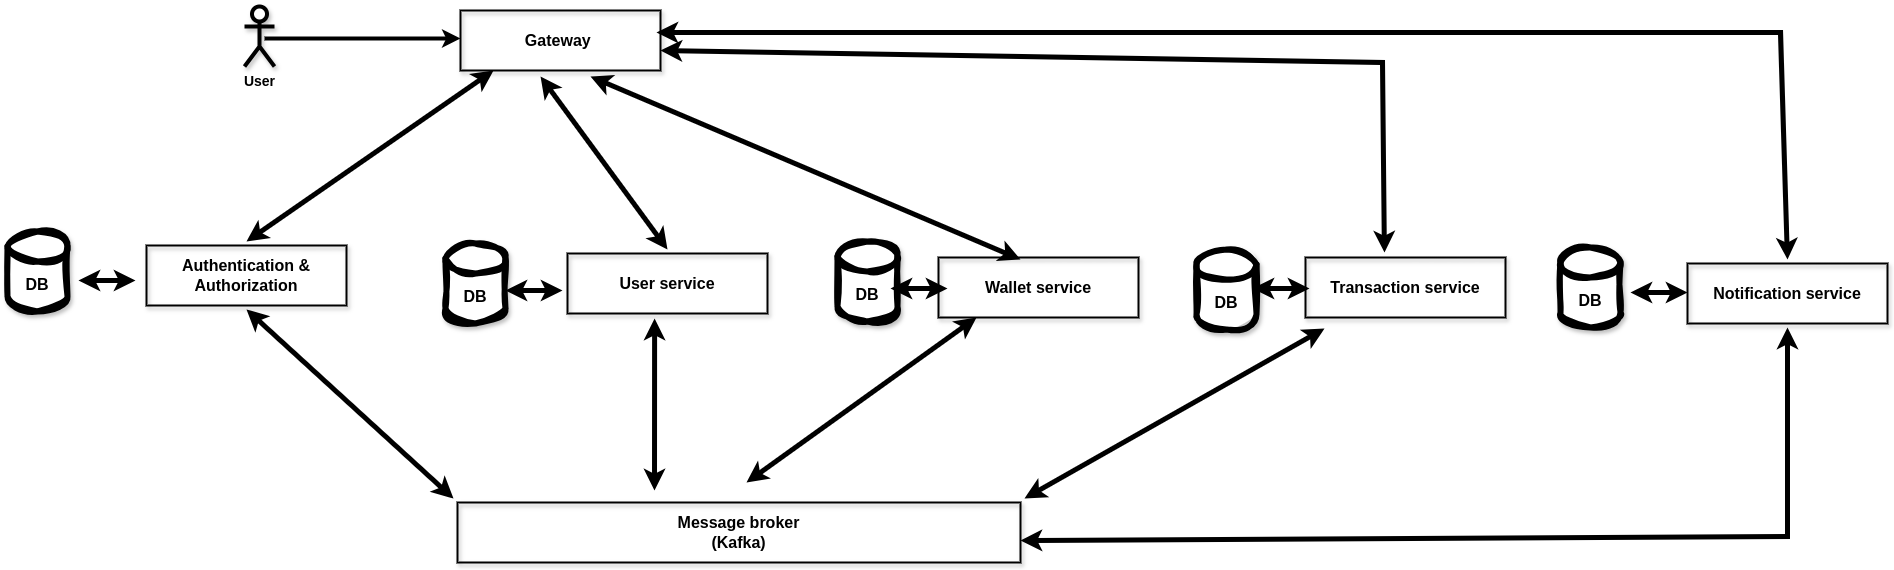 Gateway
User
Authentication &
Authorization
DB
User service
DB
Wallet service
DB
Transaction service
DB
Notification service
DB
Message broker
(Kafka)